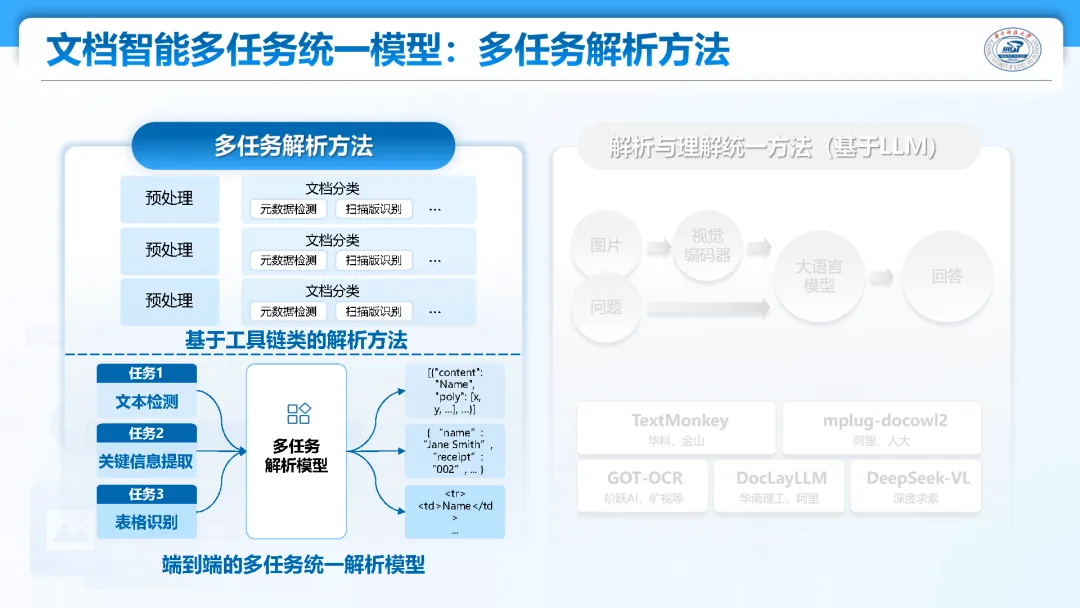 文档智能多任务统一模型：多任务解析方法
多任务解析方法
预处理
文档分类
元数据检测 扫描版识别 ...
预处理
文档分类
元数据检测 扫描版识别 ...
预处理
文档分类
元数据检测 扫描版识别 ...
基于工具链类的解析方法
任务1
文本检测
任务2
关键信息提取
任务3
表格识别
多任务
解析模型
[{"content":
"Name",
"poly": [x,
y, ...], ...}]
{ “name” :
“Jane Smith” ,
“receipt” :
“002” , ... }
<tr>
<td>Name</td
>
...
端到端的多任务统一解析模型
解析与理解统一方法（基于LLM）
图片
视觉
编码器
问题
大语言
模型
回答
TextMonkey
华科、金山
mplug-docowl2
阿里、人大
GOT-OCR
阶跃AI、旷视等
DocLayLLM
华南理工、阿里
DeepSeek-VL
深度求索